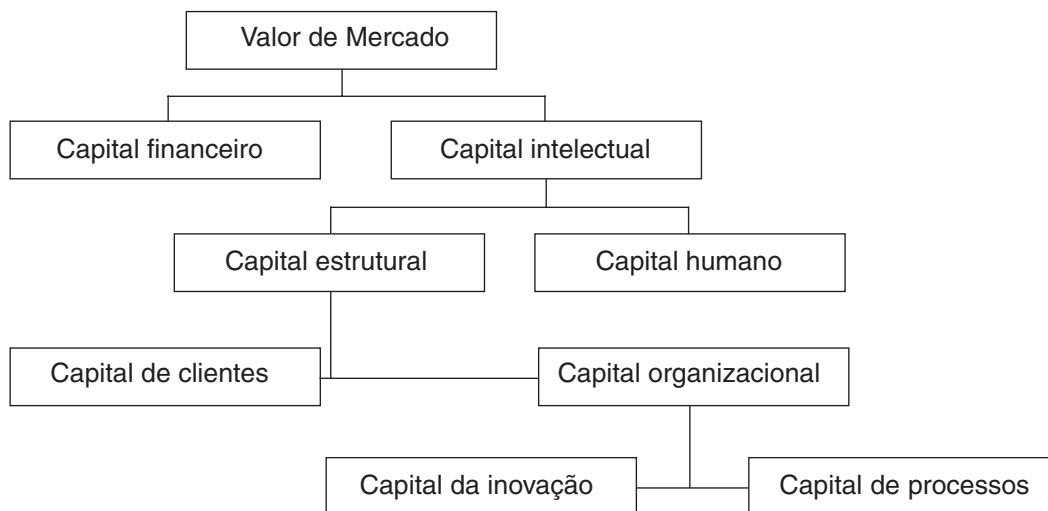 Valor de Mercado
Capital financeiro
Capital intelectual
Capital estrutural
Capital humano
Capital de clientes
Capital organizacional
Capital da inovação
Capital de processos